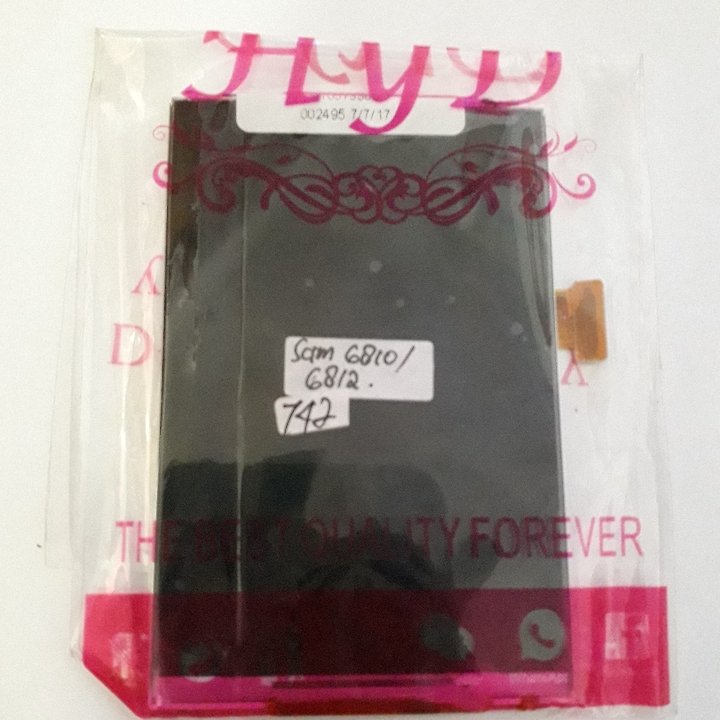 HyD
002495 7/7/17
Sam 6810/
6812.
742
THE BEST QUALITY FOREVER